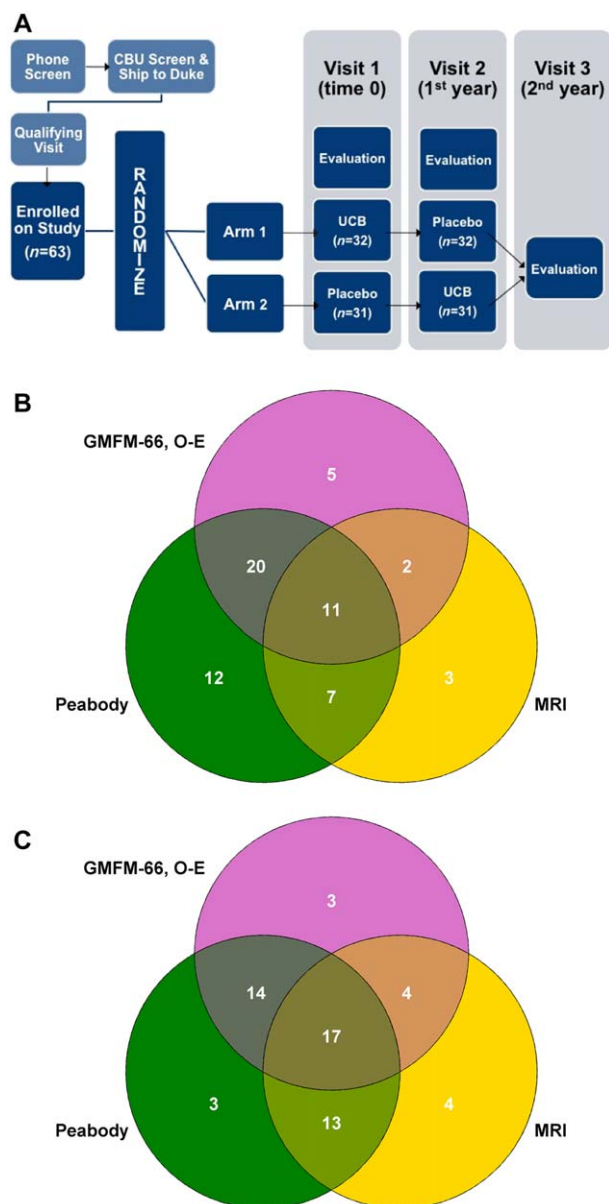 A
Phone
Screen
CBU Screen &
Ship to Duke
Qualifying
Visit
Enrolled
on Study
(n=63)
RANDOMIZE
Arm 1
Arm 2
Visit 1
(time 0)
Evaluation
UCB
(n=32)
Placebo
(n=31)
Visit 2
(1st year)
Evaluation
Placebo
(n=32)
UCB
(n=31)
Visit 3
(2nd year)
Evaluation
B
GMFM-66, O-E
5
20
2
11
12
7
3
Peabody
MRI
C
GMFM-66, O-E
3
14
4
17
3
13
4
Peabody
MRI